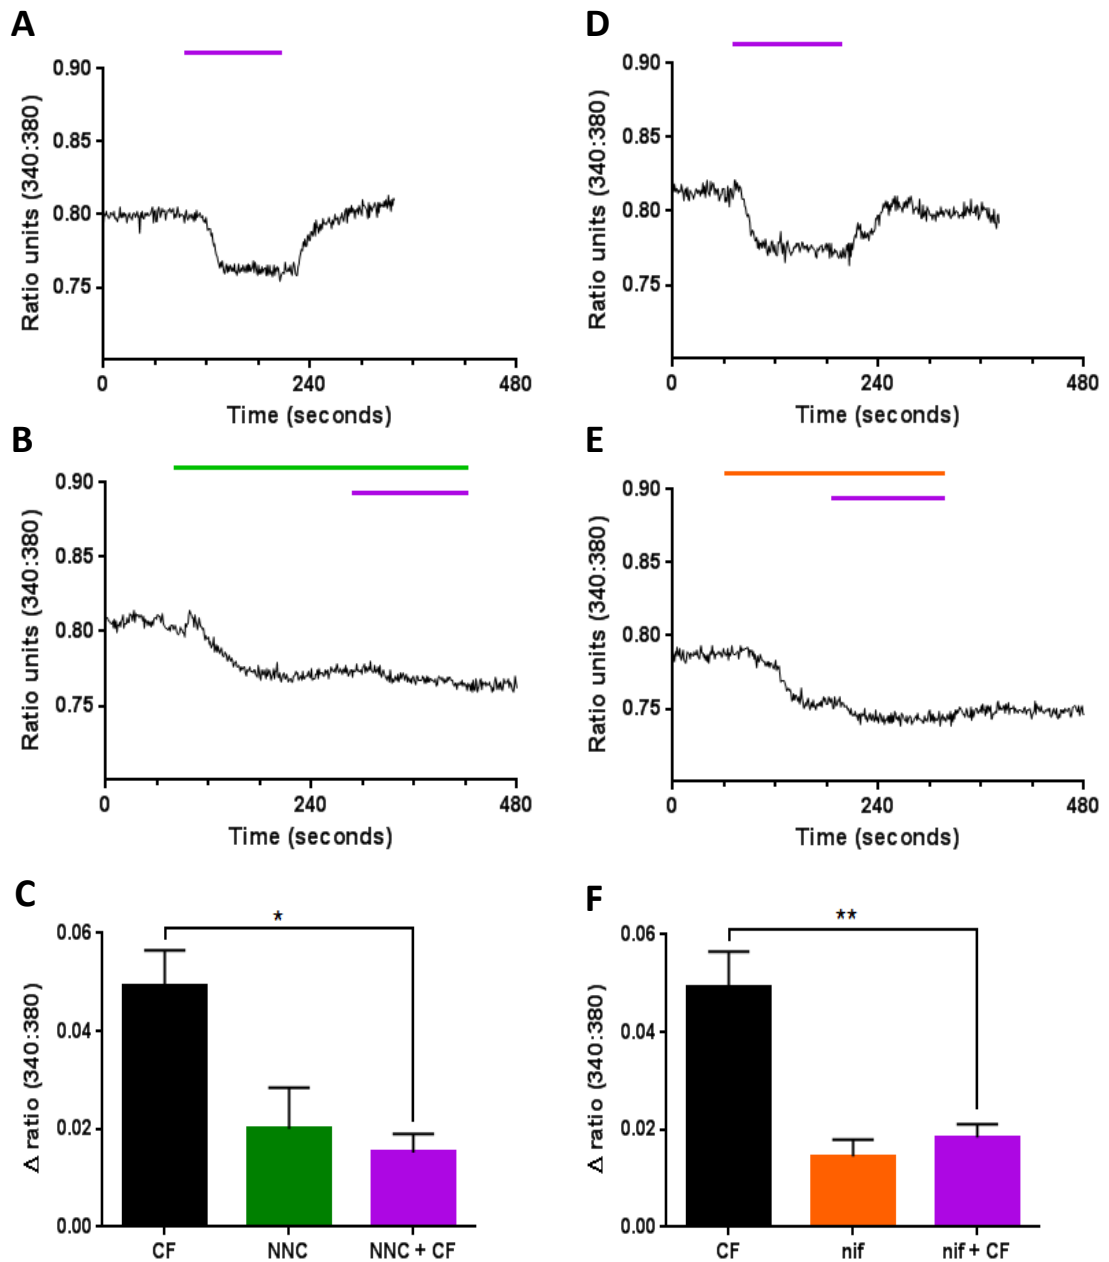 A
0.90
0.85
0.80
0.75
Ratio units (340:380)
0
240
480
Time (seconds)
D
0.90
0.85
0.80
0.75
Ratio units (340:380)
0
240
480
Time (seconds)
B
0.90
0.85
0.80
0.75
Ratio units (340:380)
0
240
480
Time (seconds)
E
0.90
0.85
0.80
0.75
Ratio units (340:380)
0
240
480
Time (seconds)
C
*
0.06
0.04
0.02
0.00
Δ ratio (340:380)
CF
NNC
NNC + CF
F
**
0.06
0.04
0.02
0.00
Δ ratio (340:380)
CF
nif
nif + CF